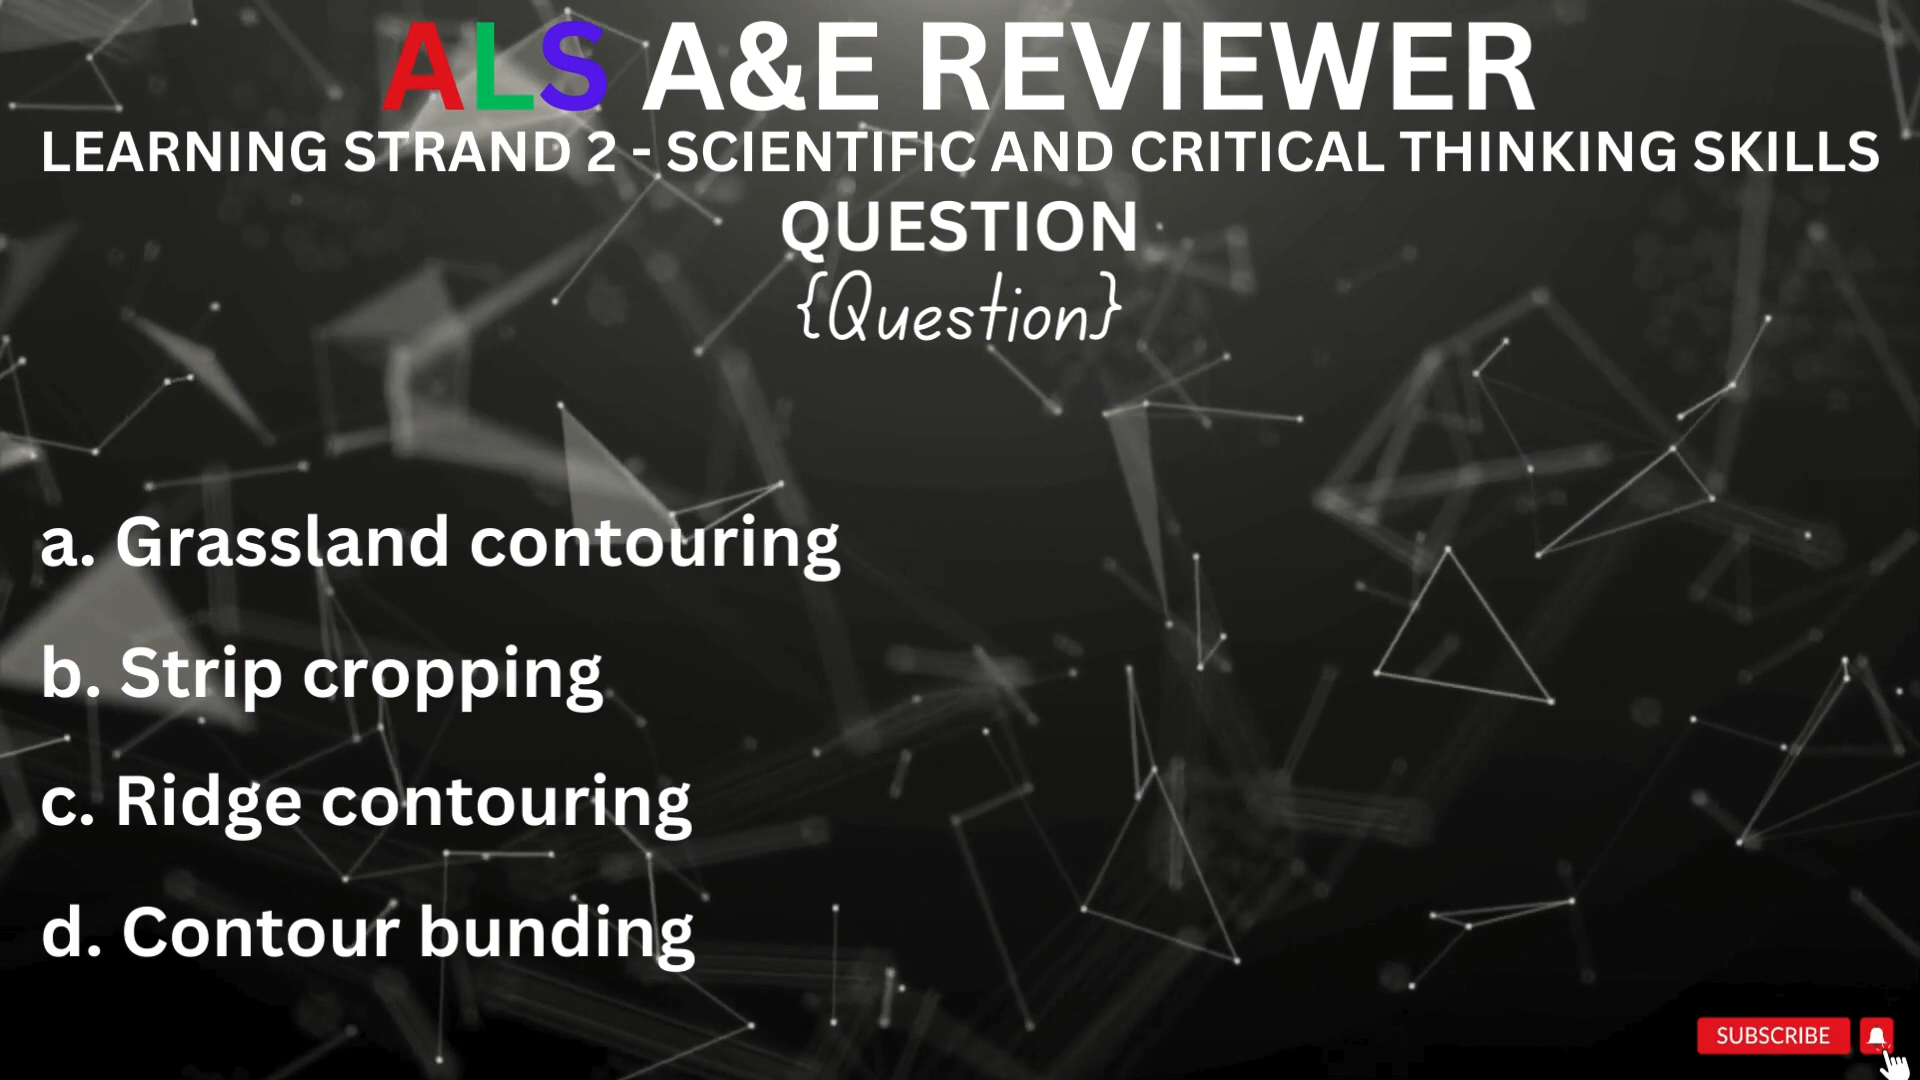 ALS A&E REVIEWER
LEARNING STRAND 2 - SCIENTIFIC AND CRITICAL THINKING SKILLS
QUESTION
{Question}
a. Grassland contouring
b. Strip cropping
c. Ridge contouring
d. Contour bunding
SUBSCRIBE